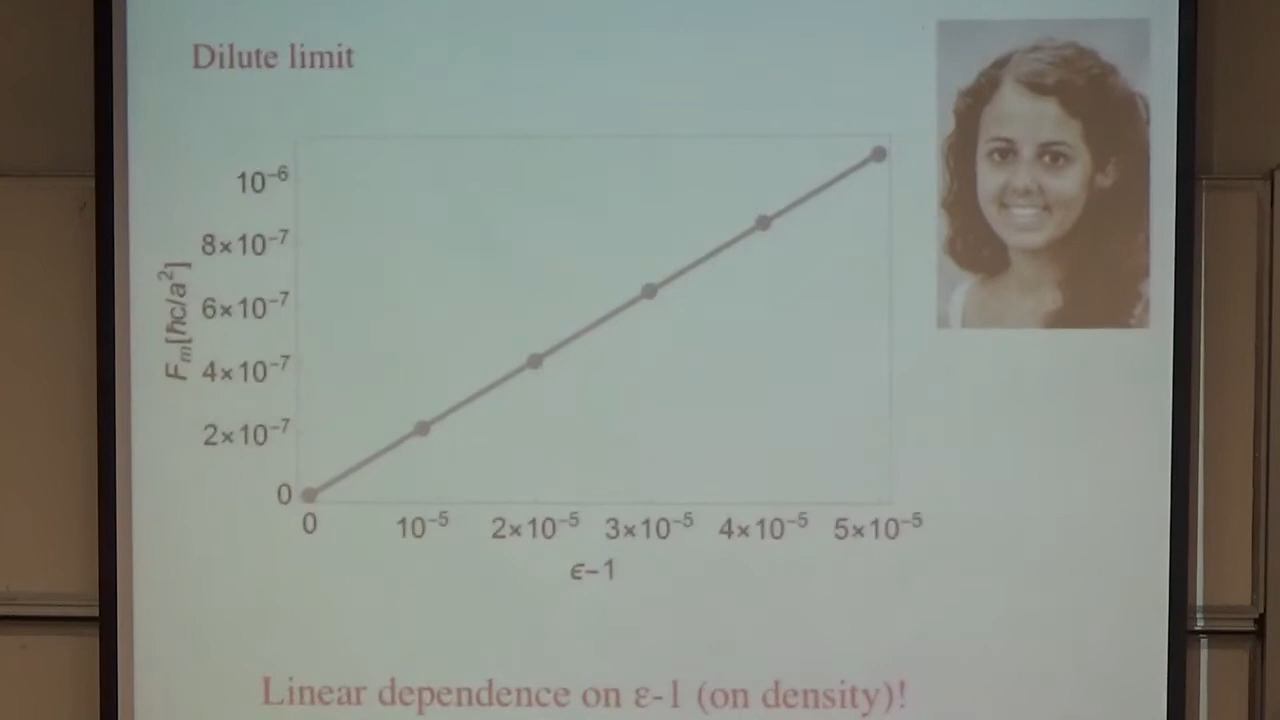 Dilute limit
10⁻⁶
8×10⁻⁷
6×10⁻⁷
4×10⁻⁷
2×10⁻⁷
0
Fₘ[ħc/a²]
0 10⁻⁵ 2×10⁻⁵ 3×10⁻⁵ 4×10⁻⁵ 5×10⁻⁵
ϵ−1
Linear dependence on ε-1 (on density)!